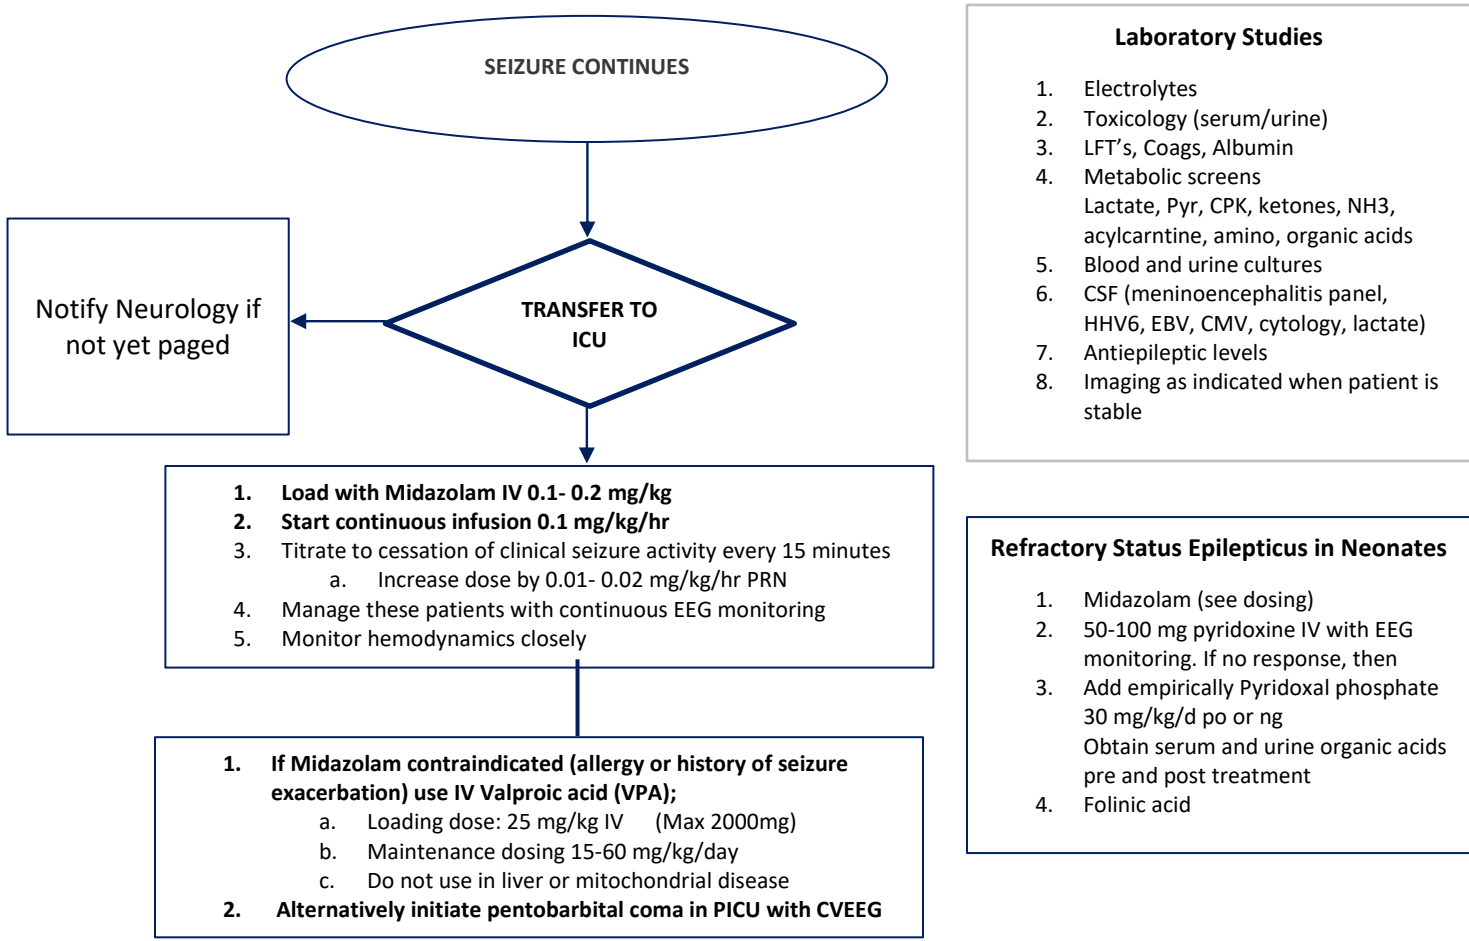 SEIZURE CONTINUES
TRANSFER TO
ICU
Notify Neurology if
not yet paged
1. Load with Midazolam IV 0.1- 0.2 mg/kg
2. Start continuous infusion 0.1 mg/kg/hr
3. Titrate to cessation of clinical seizure activity every 15 minutes
a. Increase dose by 0.01- 0.02 mg/kg/hr PRN
4. Manage these patients with continuous EEG monitoring
5. Monitor hemodynamics closely
1. If Midazolam contraindicated (allergy or history of seizure
exacerbation) use IV Valproic acid (VPA);
a. Loading dose: 25 mg/kg IV (Max 2000mg)
b. Maintenance dosing 15-60 mg/kg/day
c. Do not use in liver or mitochondrial disease
2. Alternatively initiate pentobarbital coma in PICU with CVEEG
Laboratory Studies
1. Electrolytes
2. Toxicology (serum/urine)
3. LFT's, Coags, Albumin
4. Metabolic screens
Lactate, Pyr, CPK, ketones, NH3,
acylcarntine, amino, organic acids
5. Blood and urine cultures
6. CSF (meninoencephalitis panel,
HHV6, EBV, CMV, cytology, lactate)
7. Antiepileptic levels
8. Imaging as indicated when patient is
stable
Refractory Status Epilepticus in Neonates
1. Midazolam (see dosing)
2. 50-100 mg pyridoxine IV with EEG
monitoring. If no response, then
3. Add empirically Pyridoxal phosphate
30 mg/kg/d po or ng
Obtain serum and urine organic acids
pre and post treatment
4. Folinic acid